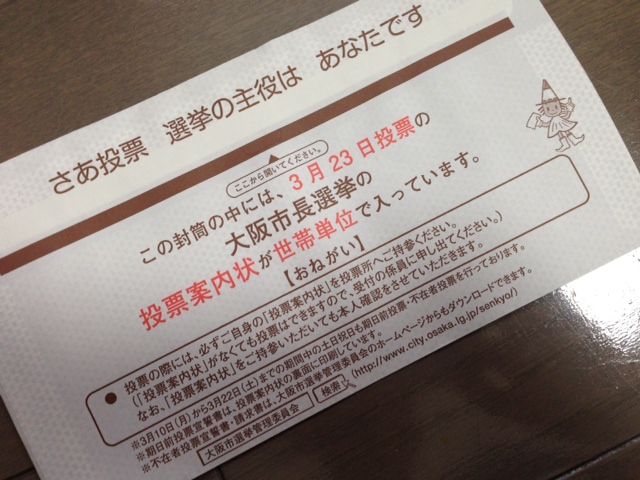 さあ投票　選挙の主役は　あなたです
ここから開いてください。
この封筒の中には、3月23日投票の
大阪市長選挙の
投票案内状が世帯単位で入っています。
【おねがい】
●投票の際には、必ずご自身の「投票案内状」を投票所へご持参ください。
(「投票案内状」がなくても投票はできますので、受付の係員に申し出てください。)
なお、「投票案内状」をご持参いただいても本人確認をさせていただきます。
※3月10日(月)から3月22日(土)までの期間中の土日祝日も期日前投票・不在者投票を行っております。
※期日前投票宣誓書は、投票案内状の裏面に印刷しています。
※不在者投票宣誓書・請求書は、大阪市選挙管理委員会のホームページからもダウンロードできます。
大阪市選挙管理委員会 検索 (http://www.city.osaka.lg.jp/senkyo/)